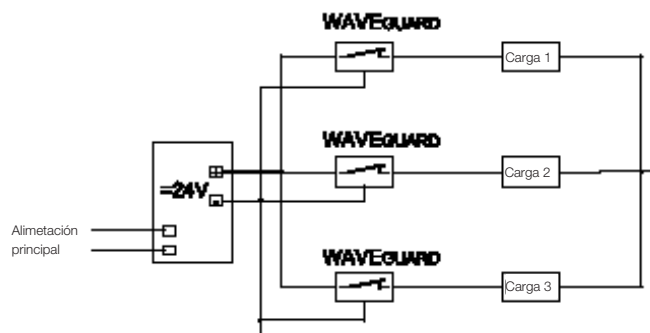 WAVEGUARD
Carga 1
WAVEGUARD
=24V
+
-
Carga 2
Alimetación
principal
WAVEGUARD
Carga 3